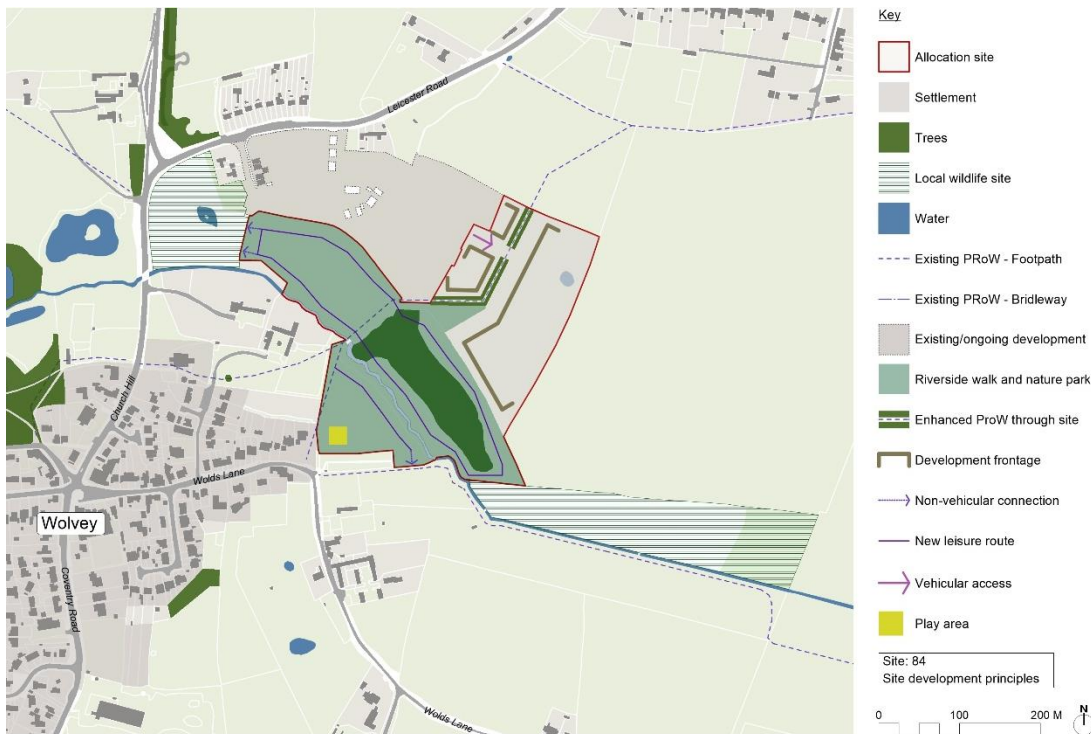 Leicester Road
Church Hill
Wolds Lane
Wolvey
Coventry Road
Wolds Lane
Key
Allocation site
Settlement
Trees
Local wildlife site
Water
Existing PRoW - Footpath
Existing PRoW - Bridleway
Existing/ongoing development
Riverside walk and nature park
Enhanced ProW through site
Development frontage
Non-vehicular connection
New leisure route
Vehicular access
Play area
Site: 84
Site development principles
0 100 200 M
N